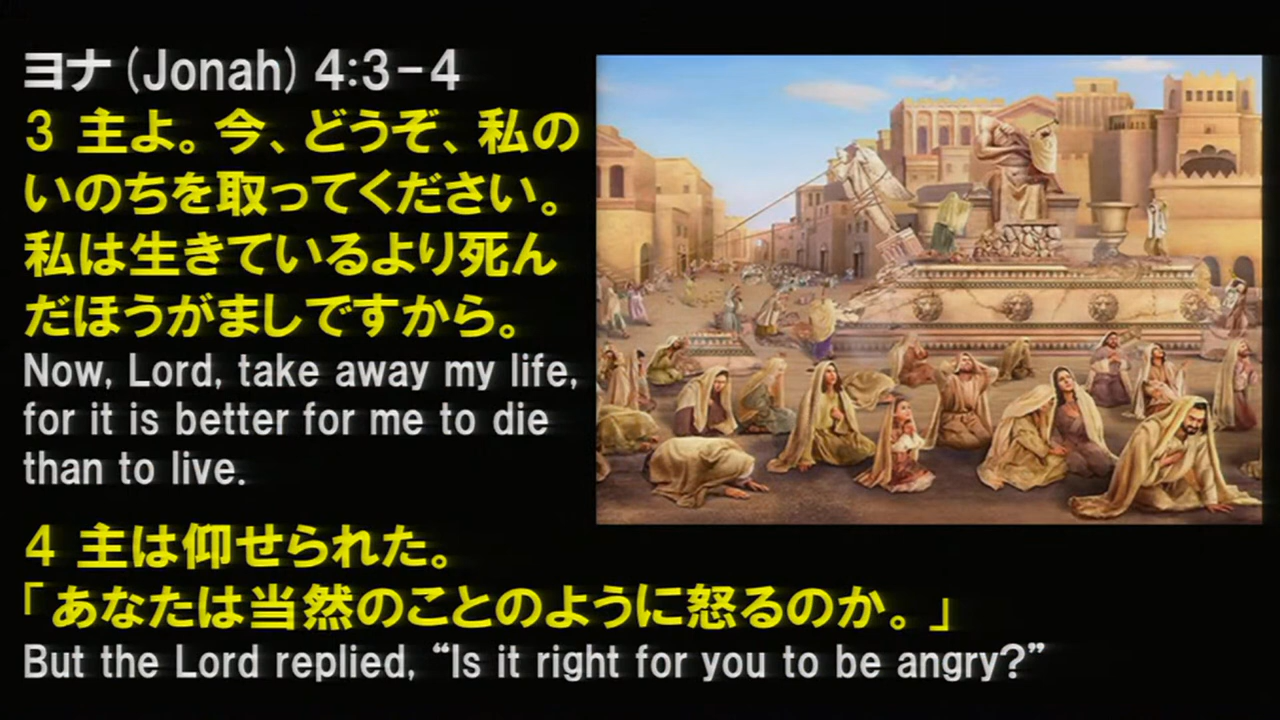 ヨナ (Jonah) 4:3-4
3 主よ。今、どうぞ、私の
いのちを取ってください。
私は生きているより死ん
だほうがましですから。
Now, Lord, take away my life,
for it is better for me to die
than to live.
4 主は仰せられた。
「あなたは当然のことのように怒るのか。」
But the Lord replied, “Is it right for you to be angry?”